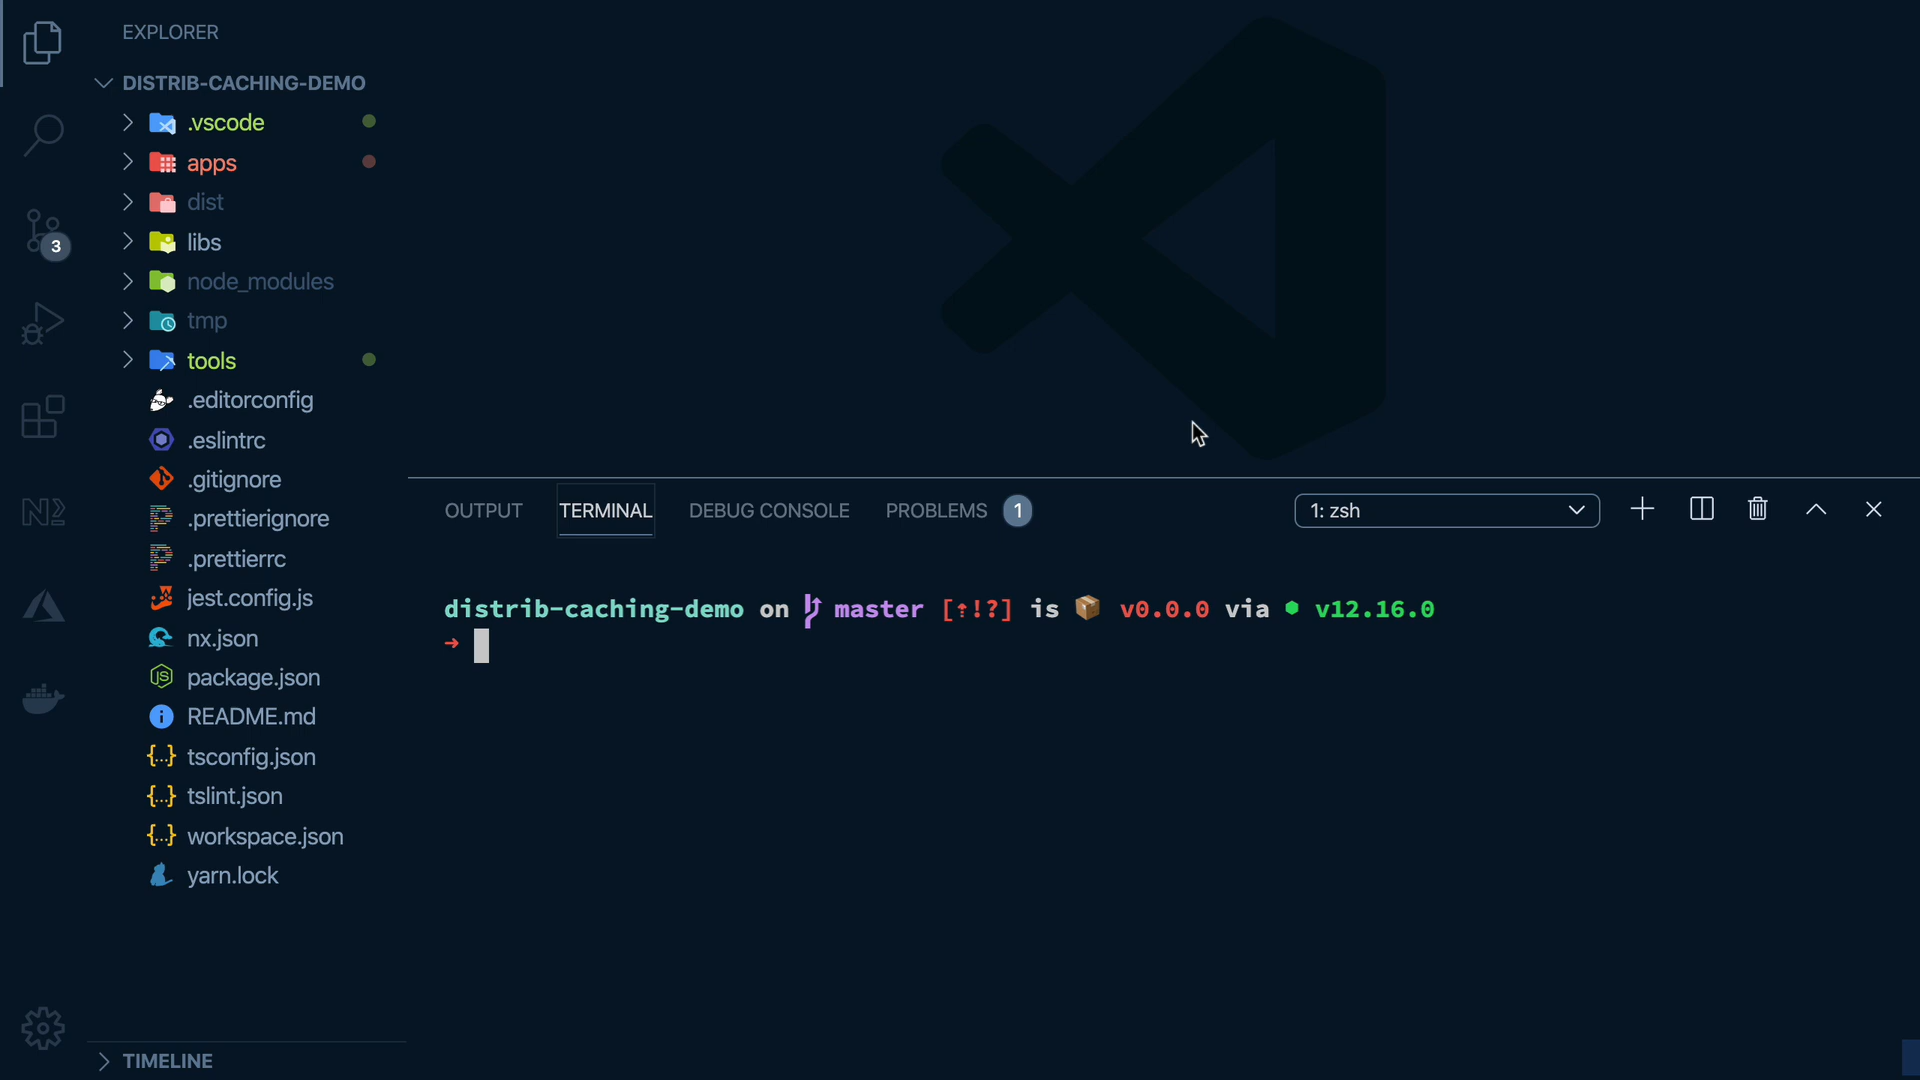 EXPLORER
DISTRIB-CACHING-DEMO
.vscode
apps
dist
libs
node_modules
tmp
tools
.editorconfig
.eslintrc
.gitignore
.prettierignore
.prettierrc
jest.config.js
nx.json
package.json
README.md
tsconfig.json
tslint.json
workspace.json
yarn.lock
TIMELINE
3
OUTPUT TERMINAL DEBUG CONSOLE PROBLEMS 1 1: zsh
distrib-caching-demo on master [⇡!?] is 📦 v0.0.0 via ⬢ v12.16.0
➜